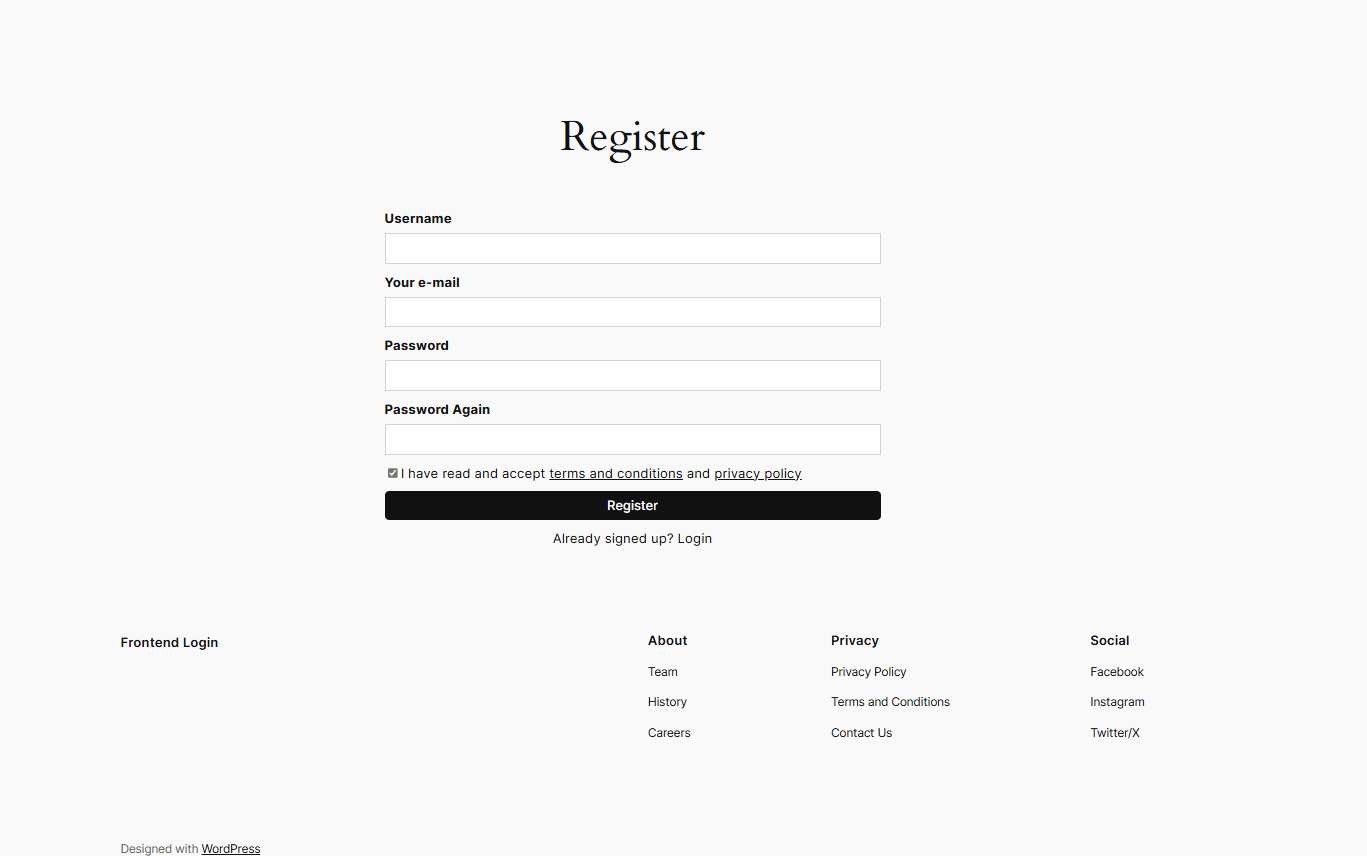 Register
Username
Your e-mail
Password
Password Again
I have read and accept terms and conditions and privacy policy
Register
Already signed up? Login
Frontend Login
About
Team
History
Careers
Privacy
Privacy Policy
Terms and Conditions
Contact Us
Social
Facebook
Instagram
Twitter/X
Designed with WordPress